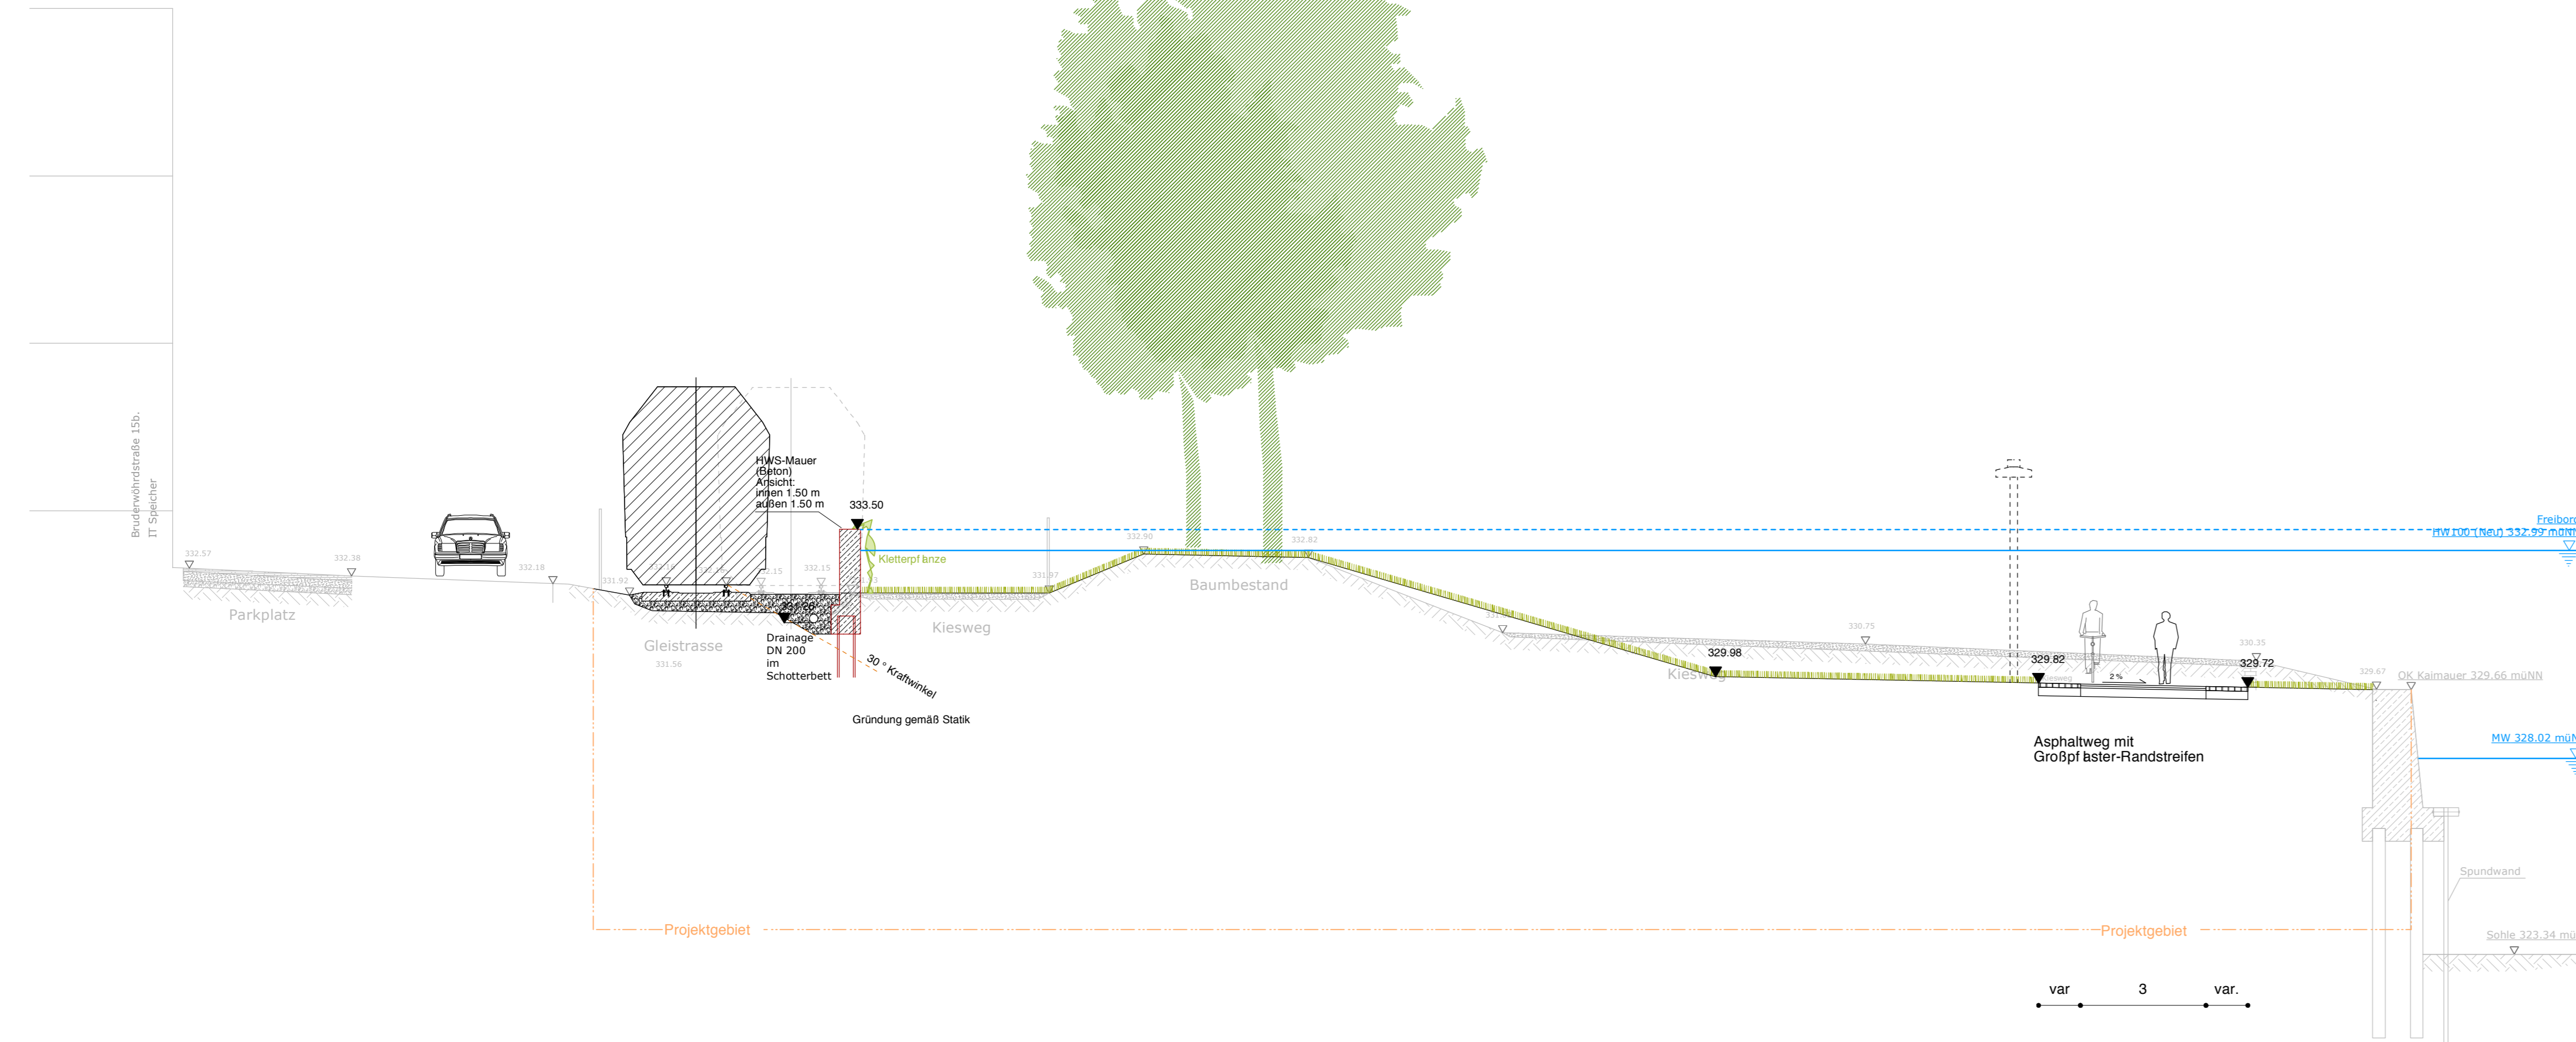 Bruderwöhrdstraße 15b.
IT Speicher
332.57
332.38
332.18
Parkplatz
331.92
Gleistrasse
331.56
HWS-Mauer
(Beton)
Ansicht:
innen 1.50 m
außen 1.50 m
333.50
332.15
Drainage
DN 200
im
Schotterbett
30 ° Kraftwinkel
Gründung gemäß Statik
Kletterpflanze
Kiesweg
331.97
332.90
332.82
Baumbestand
330.75
329.98
Kiesweg
329.82
Kiesweg
2 %
330.35
329.72
329.67
OK Kaimauer 329.66 müNN
Freibord
HW100 (Neu) 332.99 müNN
MW 328.02 müN
Asphaltweg mit
Großpflaster-Randstreifen
Spundwand
Sohle 323.34 mü
Projektgebiet
Projektgebiet
var
3
var.